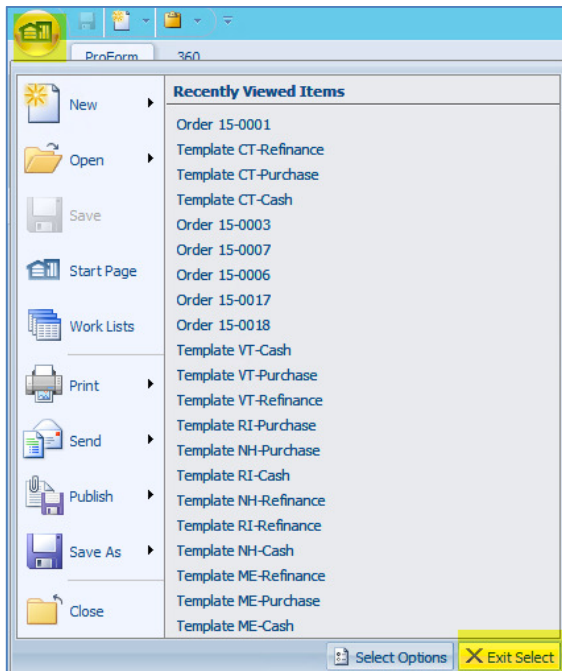 ProForm 360
New
Open
Save
Start Page
Work Lists
Print
Send
Publish
Save As
Close
Recently Viewed Items
Order 15-0001
Template CT-Refinance
Template CT-Purchase
Template CT-Cash
Order 15-0003
Order 15-0007
Order 15-0006
Order 15-0017
Order 15-0018
Template VT-Cash
Template VT-Purchase
Template VT-Refinance
Template RI-Purchase
Template NH-Purchase
Template RI-Cash
Template NH-Refinance
Template RI-Refinance
Template NH-Cash
Template ME-Refinance
Template ME-Purchase
Template ME-Cash
Select Options Exit Select